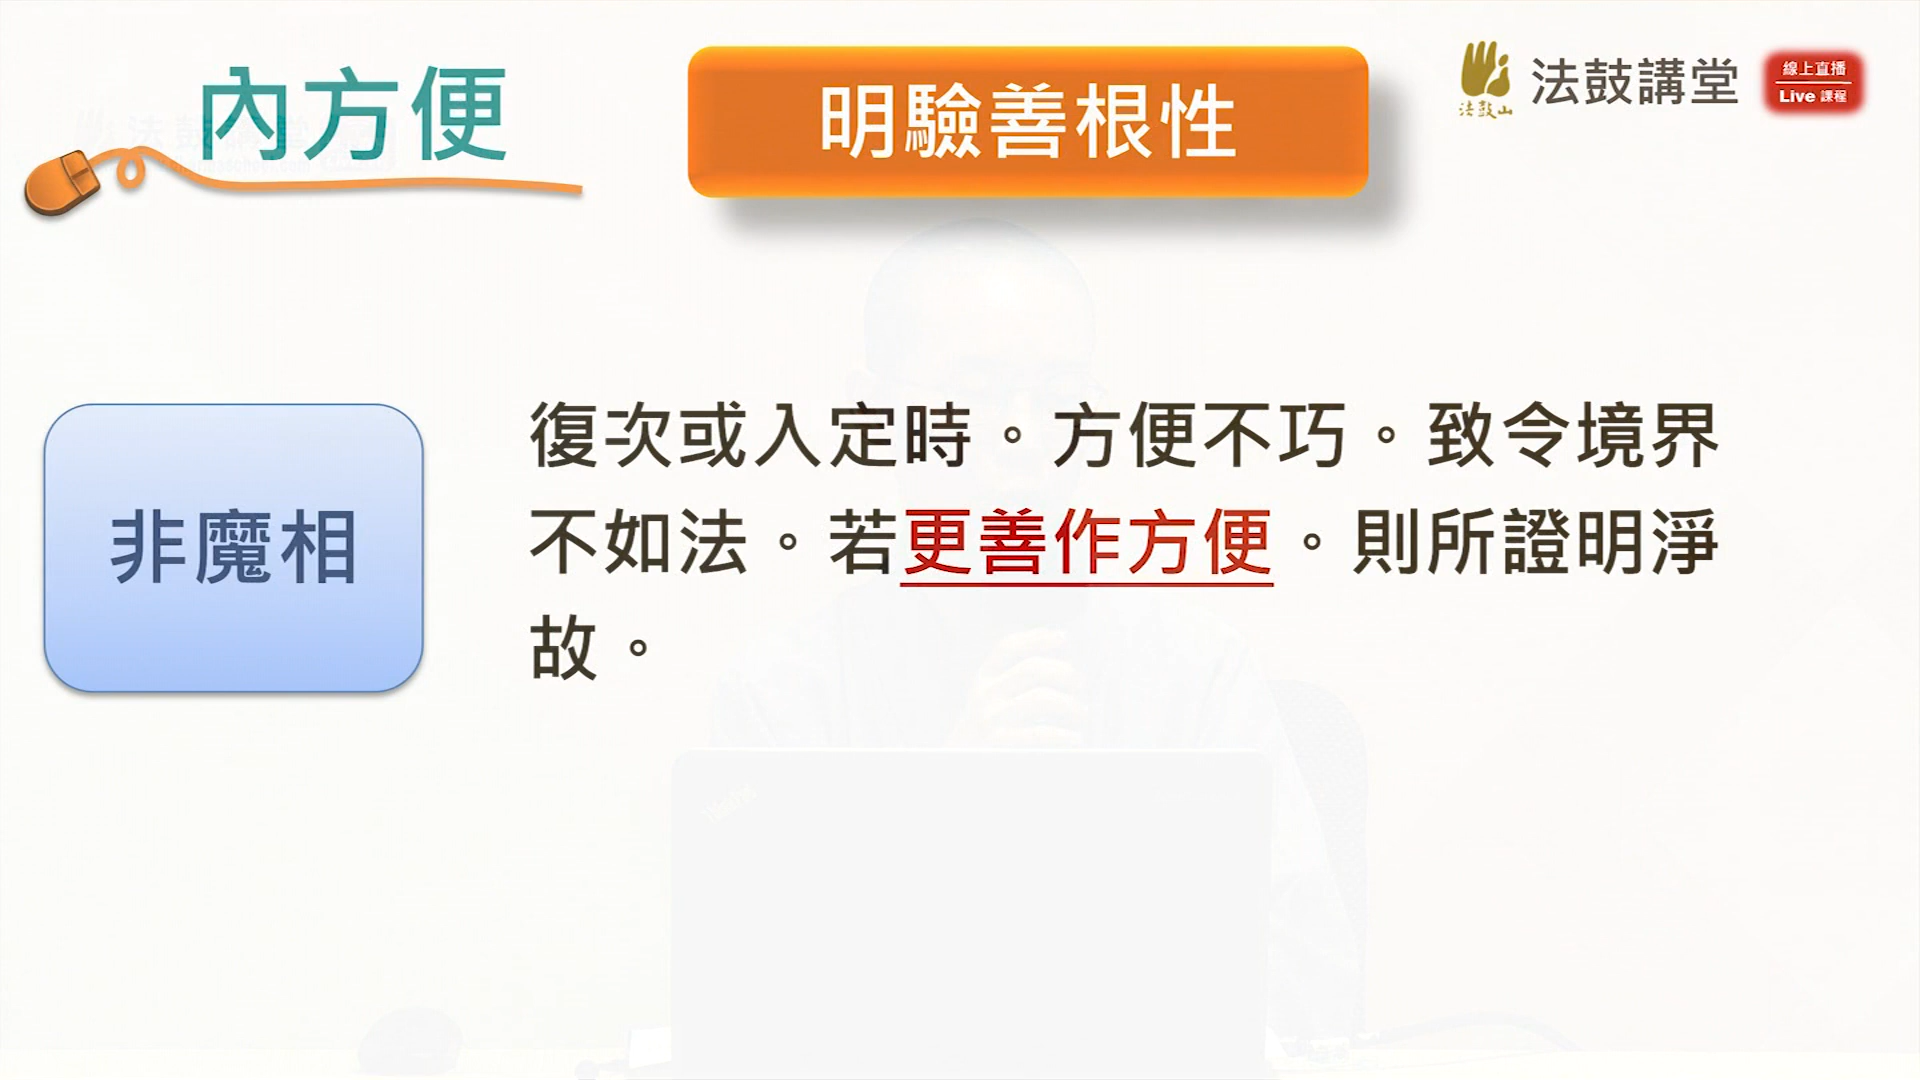 內方便
明驗善根性
法鼓山
法鼓講堂
線上直播
Live 課程
非魔相
復次或入定時。方便不巧。致令境界
不如法。若更善作方便。則所證明淨
故。